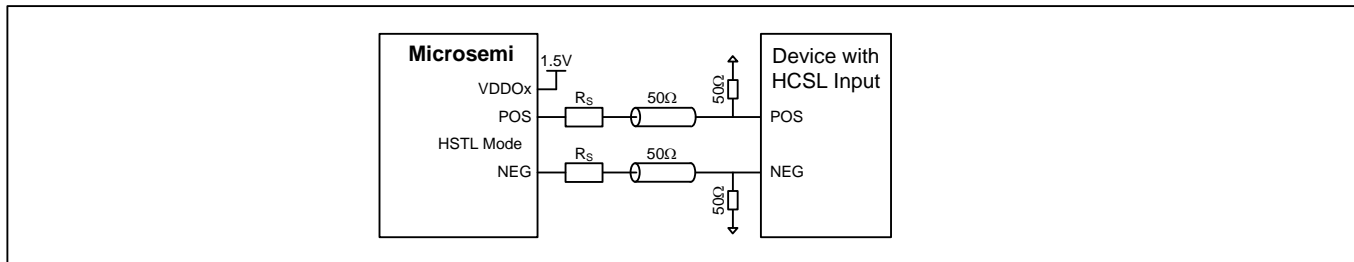 Microsemi
1.5V
VDDOx
POS
HSTL Mode
NEG
RS
50Ω
50Ω
RS
50Ω
50Ω
Device with
HCSL Input
POS
NEG